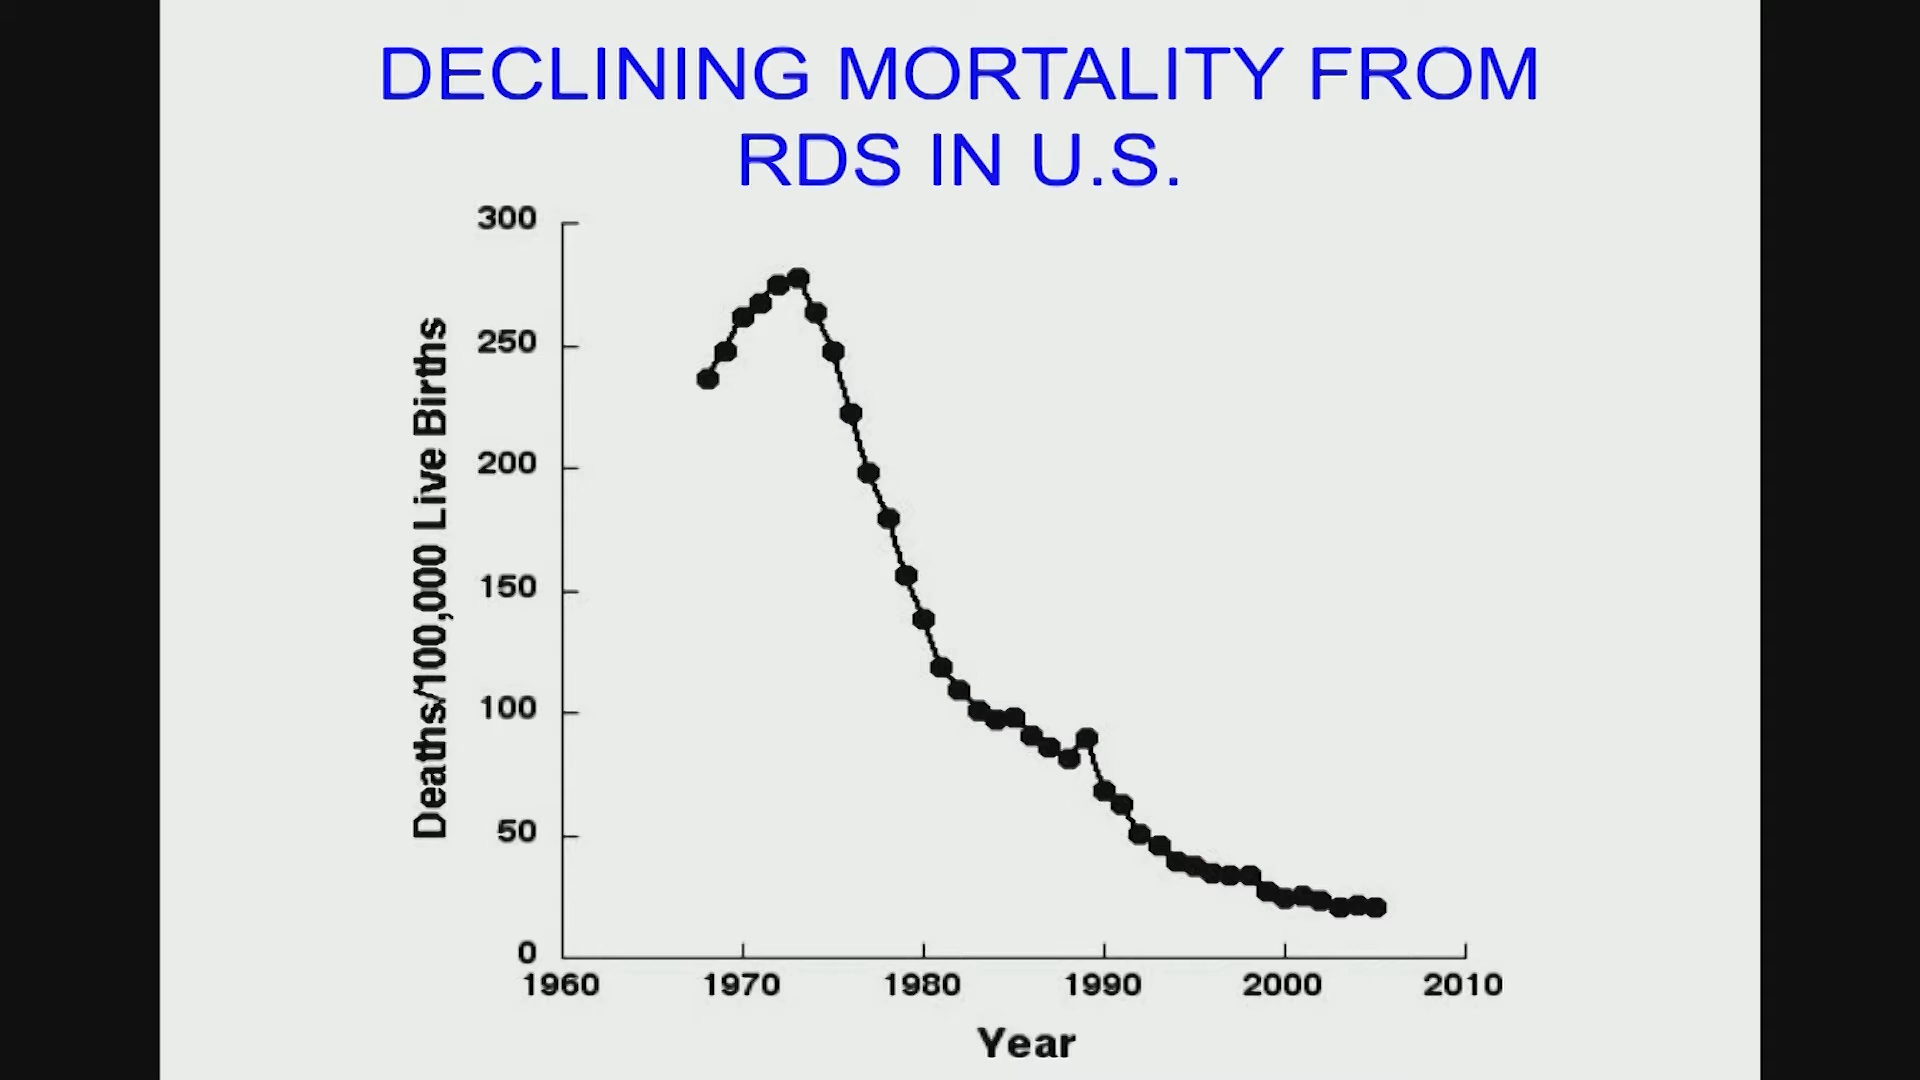 DECLINING MORTALITY FROM
RDS IN U.S.
300
250
200
150
100
50
0
Deaths/100,000 Live Births
1960 1970 1980 1990 2000 2010
Year